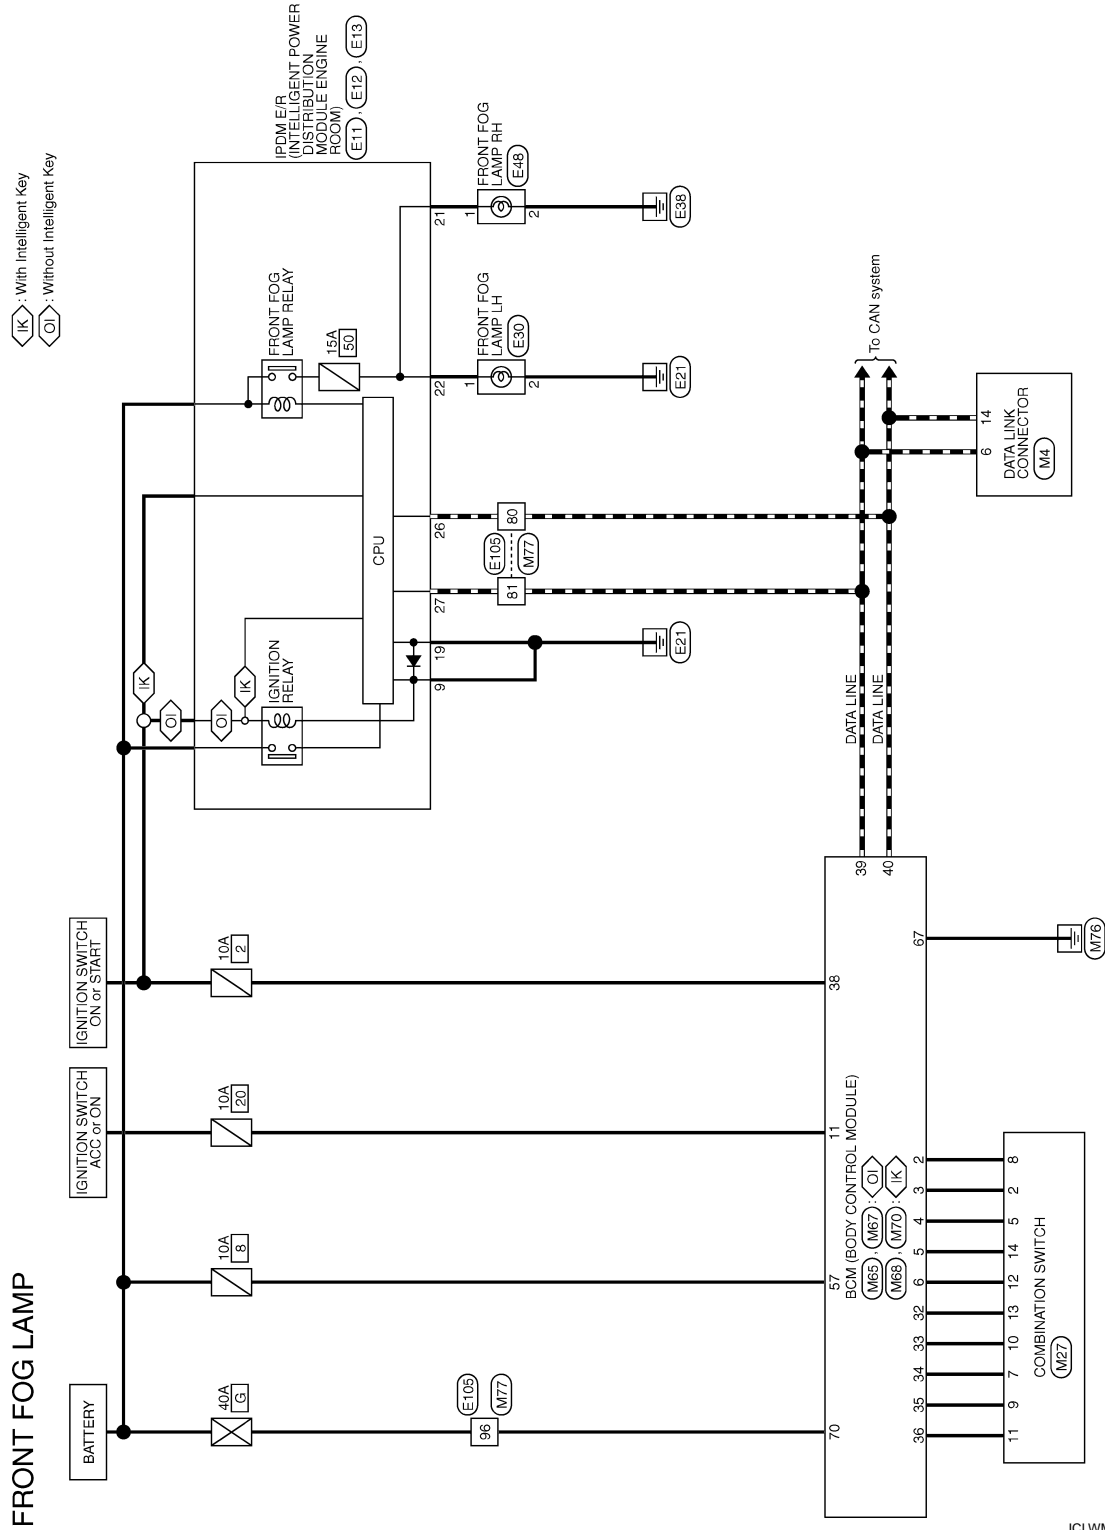 FRONT FOG LAMP
IK : With Intelligent Key
OI : Without Intelligent Key
BATTERY
IGNITION SWITCH
ACC or ON
IGNITION SWITCH
ON or START
40A
G
10A
8
10A
20
10A
2
E105
96
M77
IK
OI
OI
IK
IGNITION
RELAY
FRONT FOG
LAMP RELAY
15A
50
CPU
IPDM E/R
(INTELLIGENT POWER
DISTRIBUTION
MODULE ENGINE
ROOM)
E11 , E12 , E13
9
19
27
26
22
21
E105
81
80
M77
1
FRONT FOG
LAMP LH
E30
2
1
FRONT FOG
LAMP RH
E48
2
E21
E21
E38
70
57
11
38
BCM (BODY CONTROL MODULE)
M65 , M67 : OI
M68 , M70 : IK
39
40
DATA LINE
DATA LINE
To CAN system
36
35
34
33
32
6
5
4
3
2
67
11
9
7
10
13
12
14
5
2
8
COMBINATION SWITCH
M27
M76
6
14
DATA LINK
CONNECTOR
M4